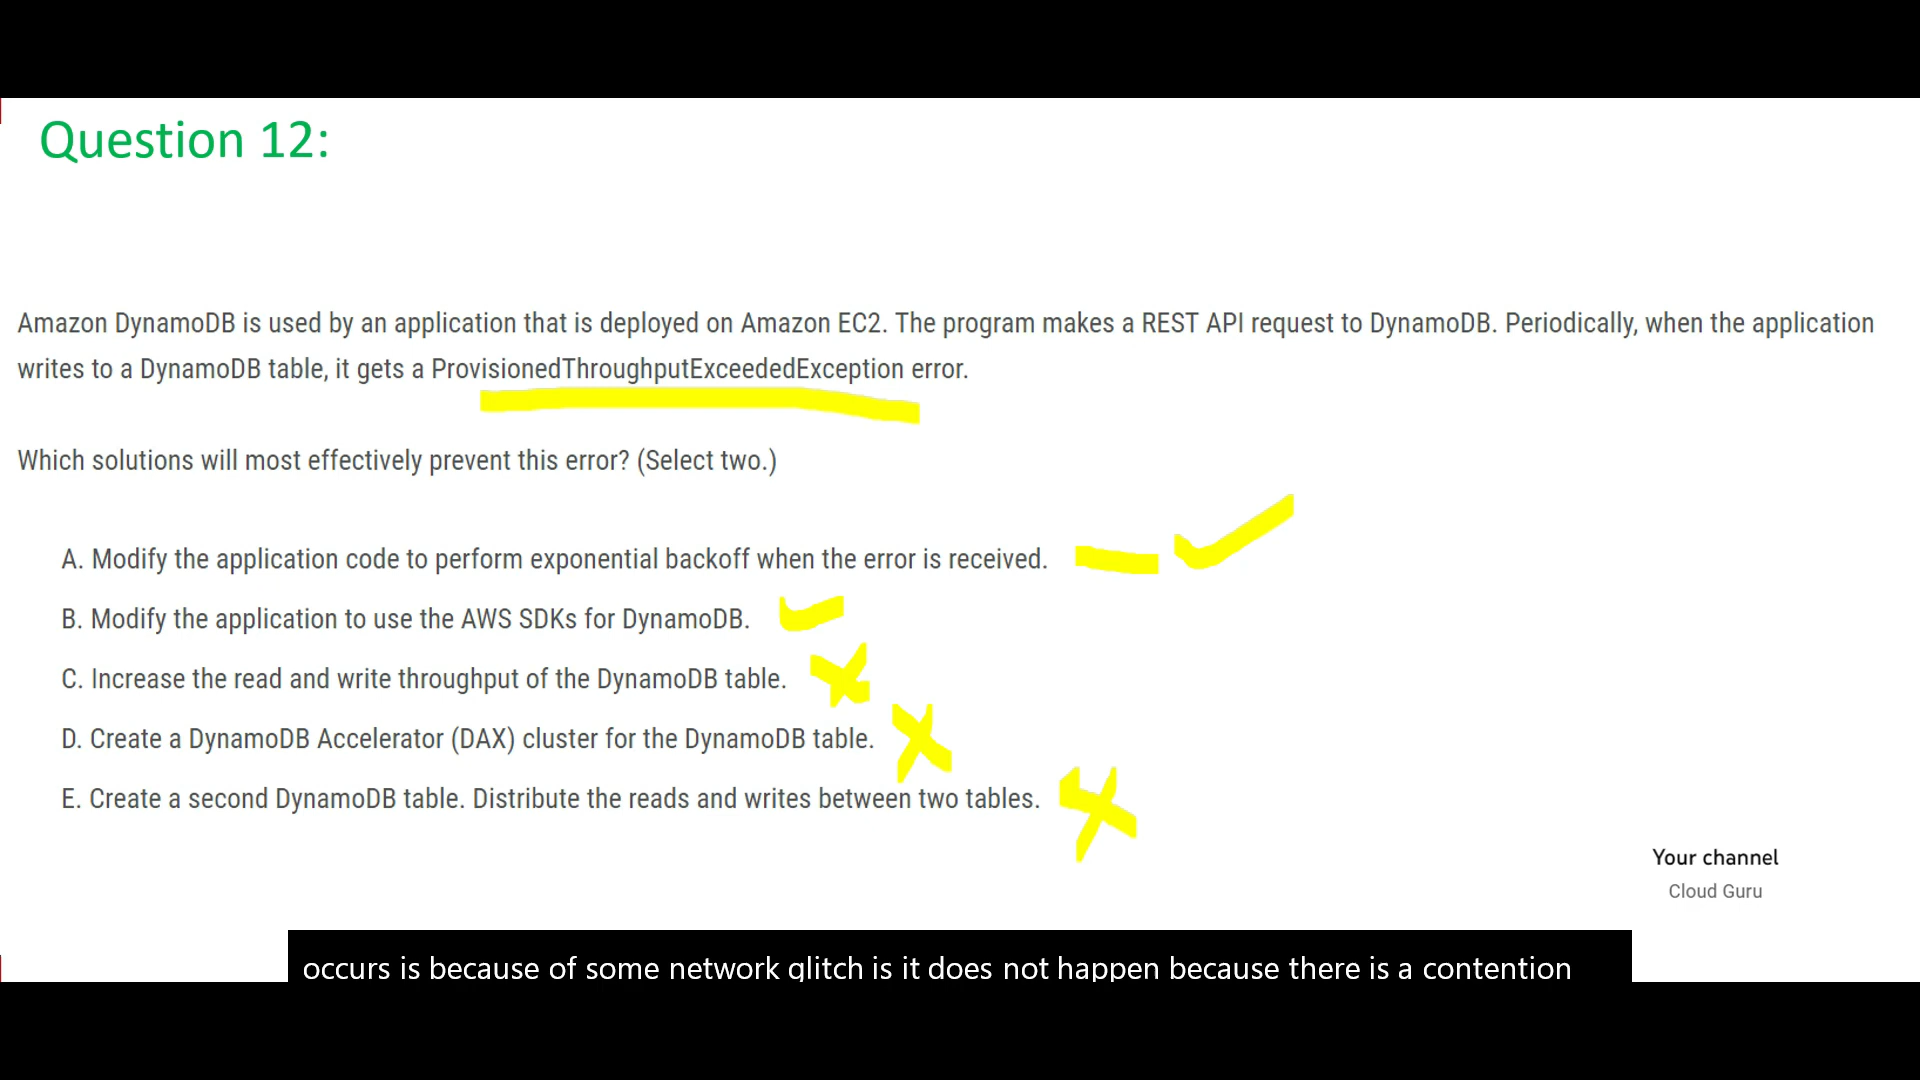 Question 12:
Amazon DynamoDB is used by an application that is deployed on Amazon EC2. The program makes a REST API request to DynamoDB. Periodically, when the application
writes to a DynamoDB table, it gets a ProvisionedThroughputExceededException error.
Which solutions will most effectively prevent this error? (Select two.)
A. Modify the application code to perform exponential backoff when the error is received.
B. Modify the application to use the AWS SDKs for DynamoDB.
C. Increase the read and write throughput of the DynamoDB table.
D. Create a DynamoDB Accelerator (DAX) cluster for the DynamoDB table.
E. Create a second DynamoDB table. Distribute the reads and writes between two tables.
Your channel
Cloud Guru
occurs is because of some network glitch is it does not happen because there is a contention